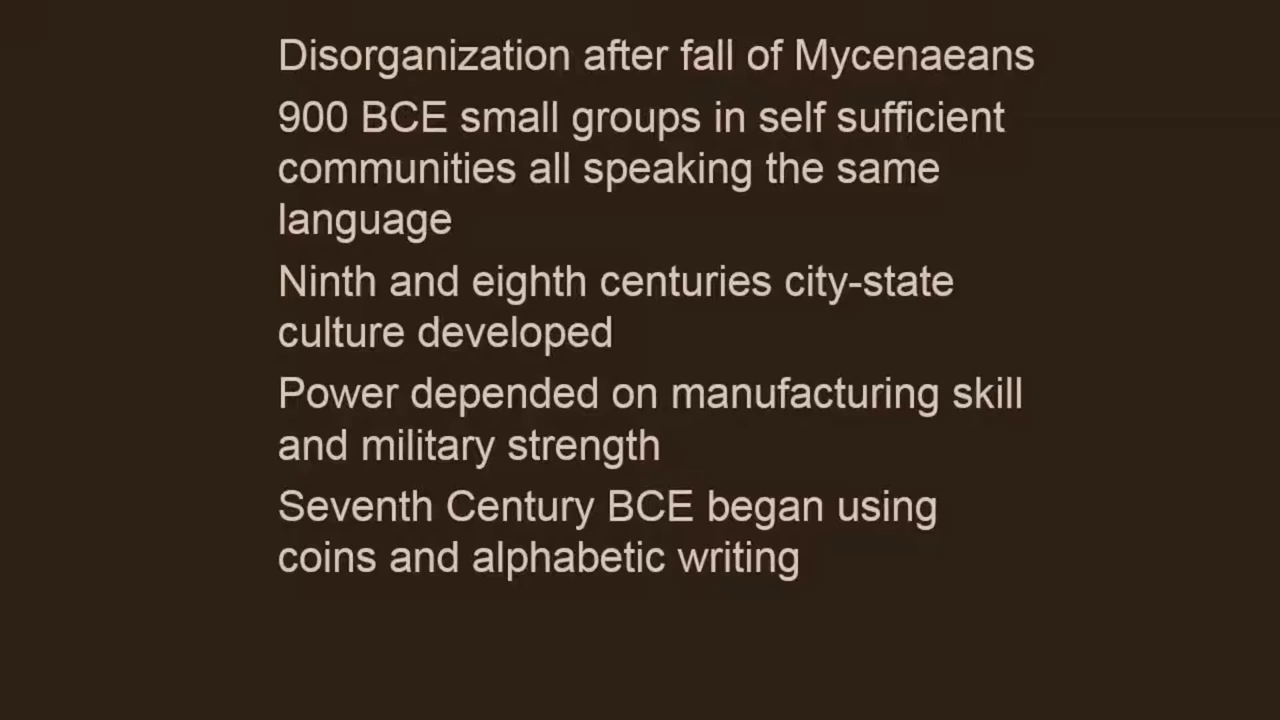 Disorganization after fall of Mycenaeans
900 BCE small groups in self sufficient
communities all speaking the same
language
Ninth and eighth centuries city-state
culture developed
Power depended on manufacturing skill
and military strength
Seventh Century BCE began using
coins and alphabetic writing